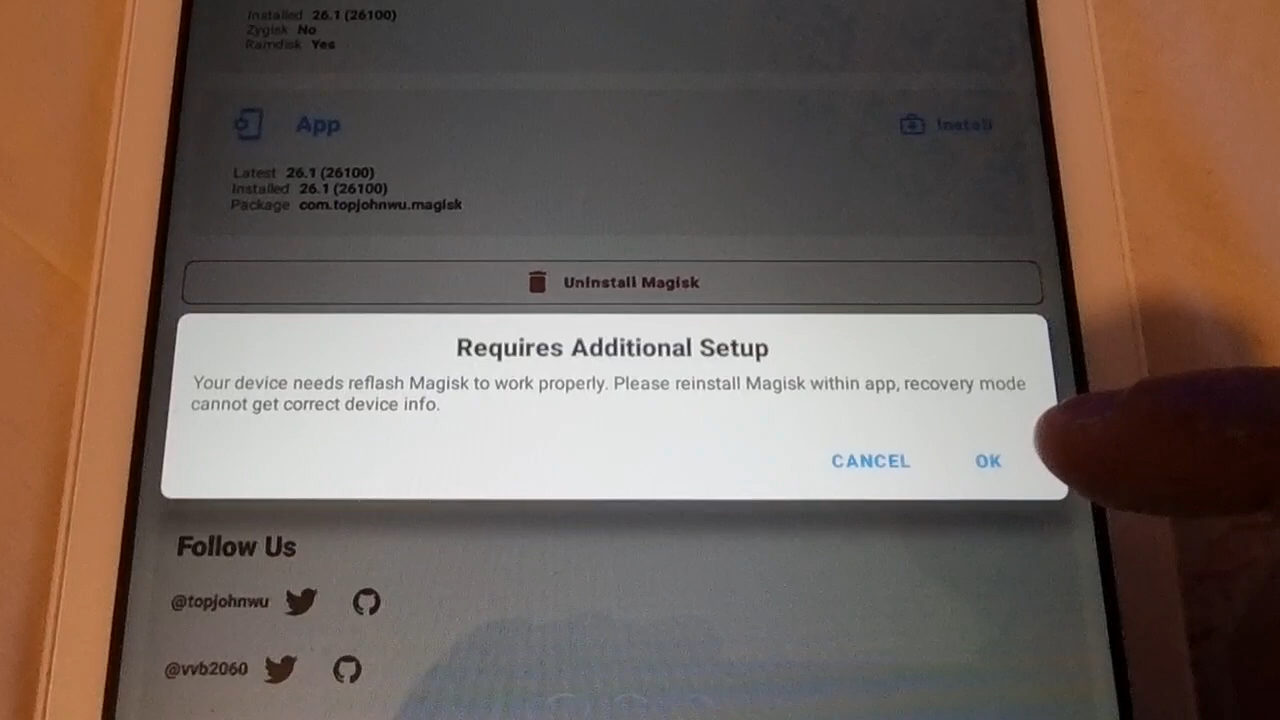 Installed 26.1 (26100)
Zygisk No
Ramdisk Yes
App
Install
Latest 26.1 (26100)
Installed 26.1 (26100)
Package com.topjohnwu.magisk
Uninstall Magisk
Requires Additional Setup
Your device needs reflash Magisk to work properly. Please reinstall Magisk within app, recovery mode
cannot get correct device info.
CANCEL OK
Follow Us
@topjohnwu
@vvb2060